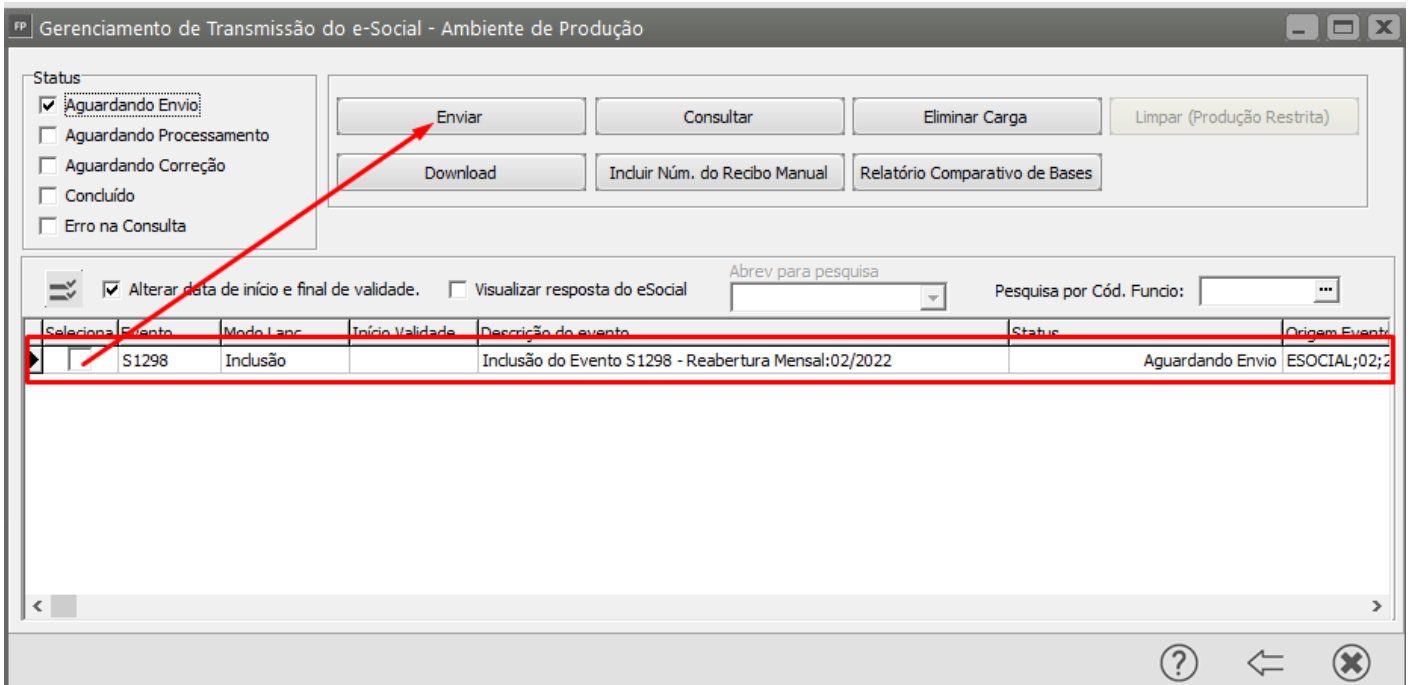 FP Gerenciamento de Transmissão do e-Social - Ambiente de Produção
Status
Aguardando Envio
Aguardando Processamento
Aguardando Correção
Concluído
Erro na Consulta
Enviar Consultar Eliminar Carga Limpar (Produção Restrita)
Download Incluir Núm. do Recibo Manual Relatório Comparativo de Bases
Abrev para pesquisa
Alterar data de início e final de validade. Visualizar resposta do eSocial Pesquisa por Cód. Funcio: ...
Seleciona Evento Modo Lanc Início Validade Descrição do evento Status Origem Evento
S1298 Inclusão Inclusão do Evento S1298 - Reabertura Mensal:02/2022 Aguardando Envio ESOCIAL;02;2
?